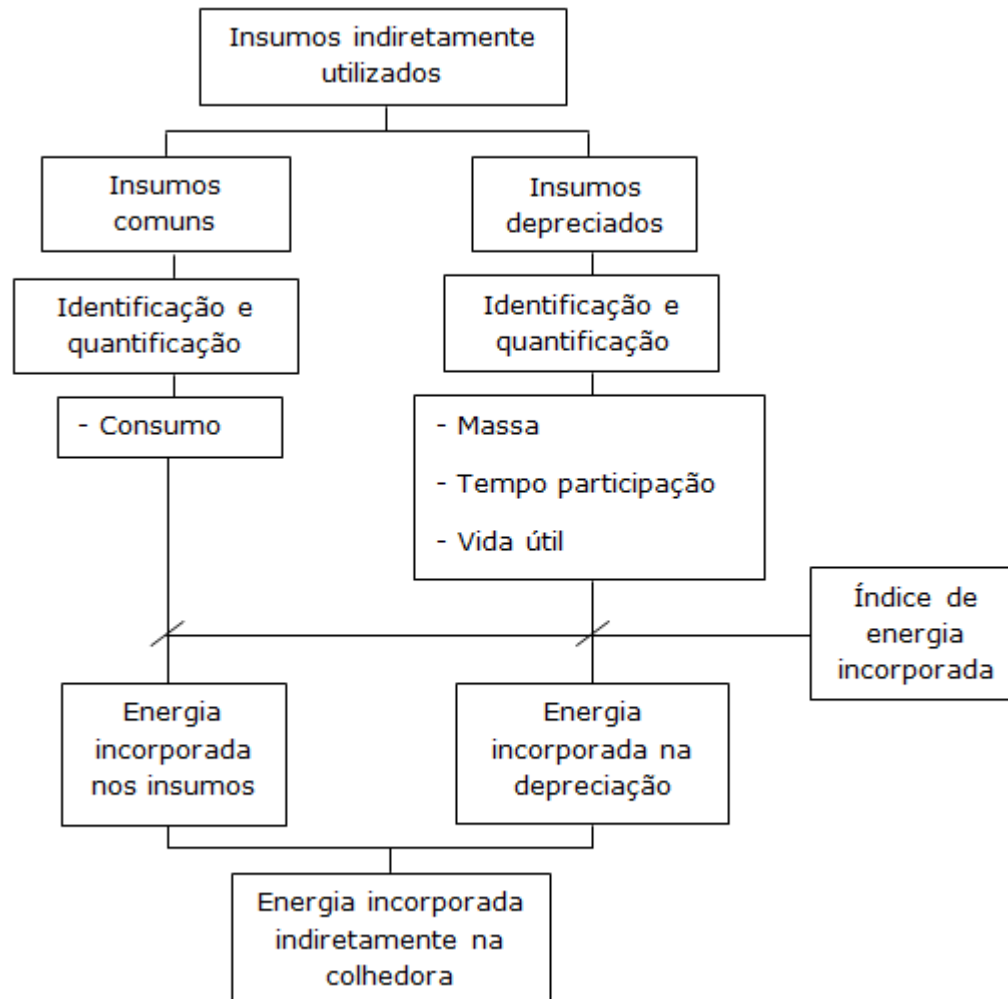 Insumos indiretamente
utilizados
Insumos
comuns
Insumos
depreciados
Identificação e
quantificação
Identificação e
quantificação
- Consumo
- Massa
- Tempo participação
- Vida útil
Índice de
energia
incorporada
Energia
incorporada
nos insumos
Energia
incorporada na
depreciação
Energia incorporada
indiretamente na
colhedora